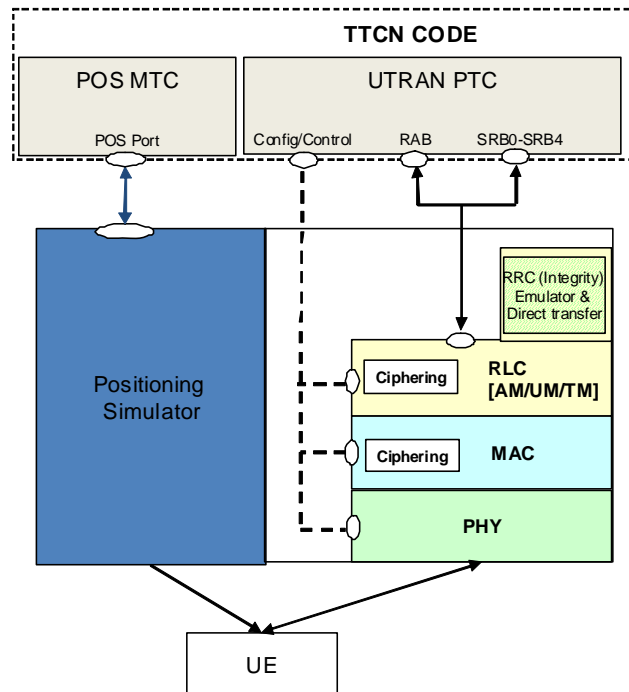 TTCN CODE
POS MTC
UTRAN PTC
POS Port
Config/Control
RAB
SRB0-SRB4
RRC (Integrity)
Emulator &
Direct transfer
Positioning
Simulator
Ciphering
RLC
[AM/UM/TM]
Ciphering
MAC
PHY
UE